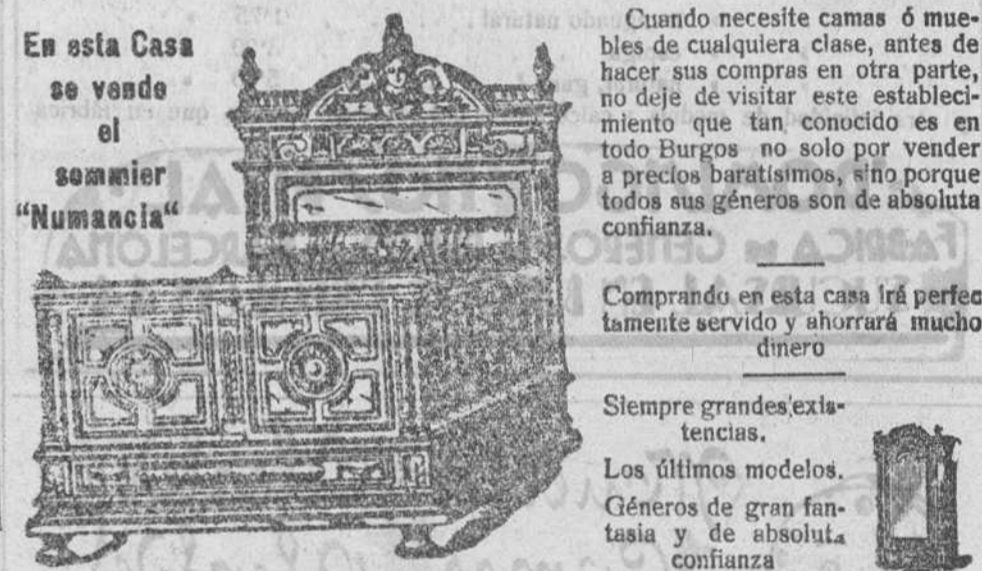 En esta Casa
se vende
el
sommier
"Numancia"
Cuando necesite camas ó mue-
bles de cualquiera clase, antes de
hacer sus compras en otra parte,
no deje de visitar este estableci-
miento que tan conocido es en
todo Burgos no solo por vender
a precios baratisimos, sino porque
todos sus géneros son de absoluta
confianza.
Comprando en esta casa irá perfec
tamente servido y ahorrará mucho
dinero
Siempre grandes exis-
tencias.
Los últimos modelos.
Géneros de gran fan-
tasia y de absoluta
confianza